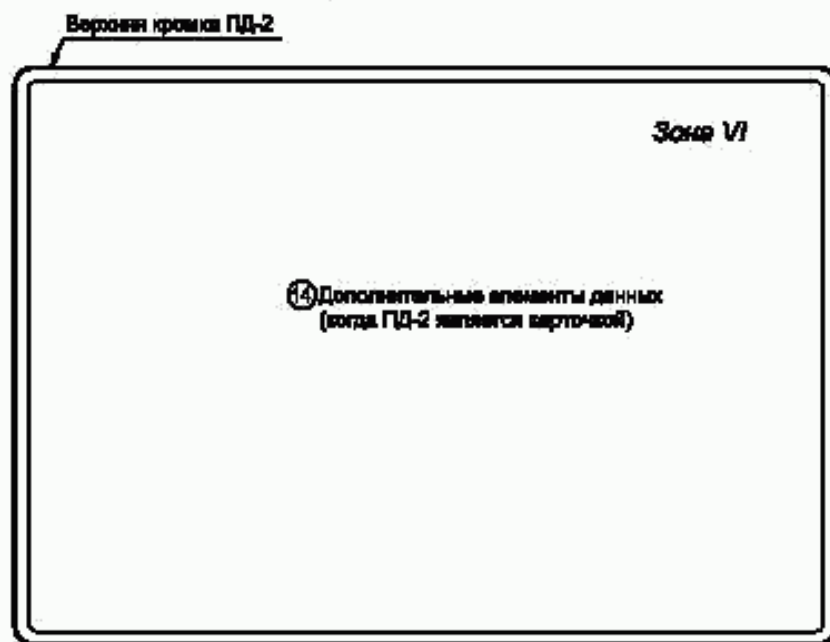 Верхняя кромка ПД-2
Зона VI
14 Дополнительные элементы данных
(когда ПД-2 является карточкой)